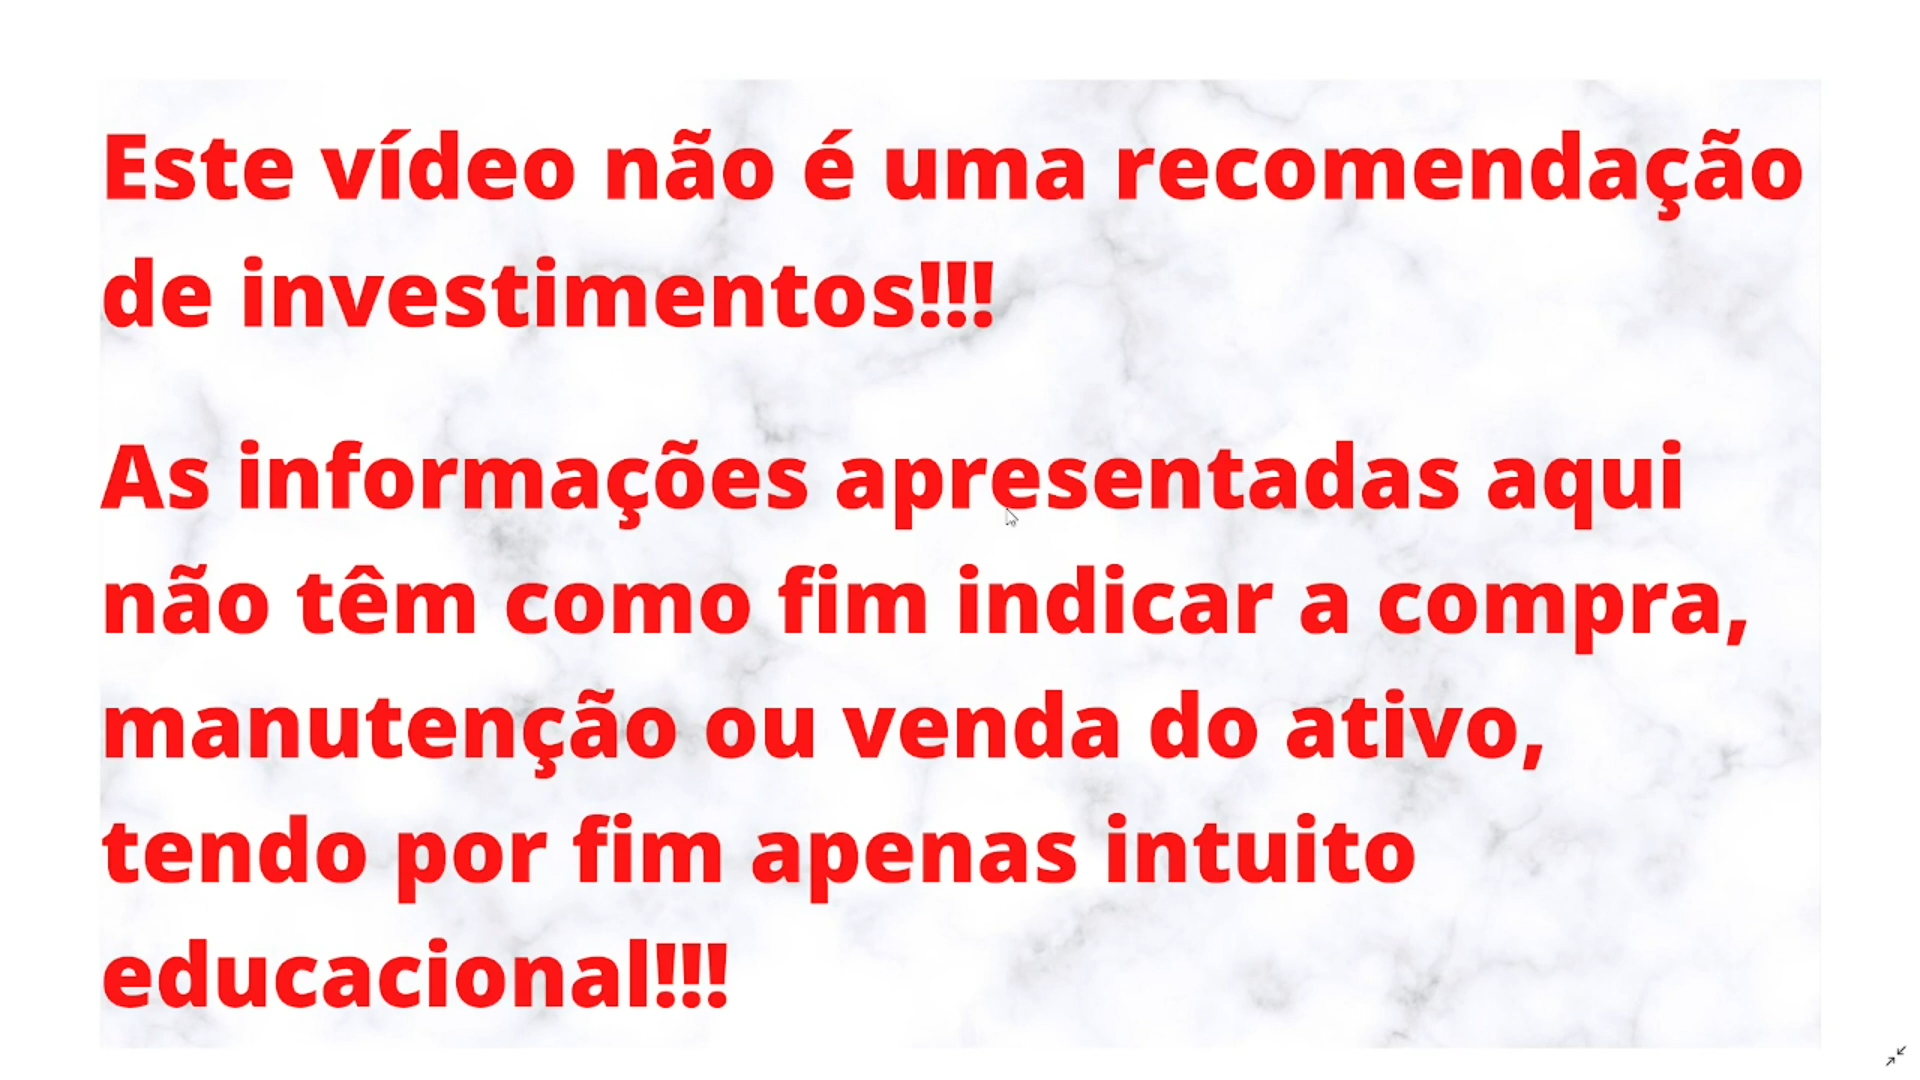 Este vídeo não é uma recomendação
de investimentos!!!
As informações apresentadas aqui
não têm como fim indicar a compra,
manutenção ou venda do ativo,
tendo por fim apenas intuito
educacional!!!